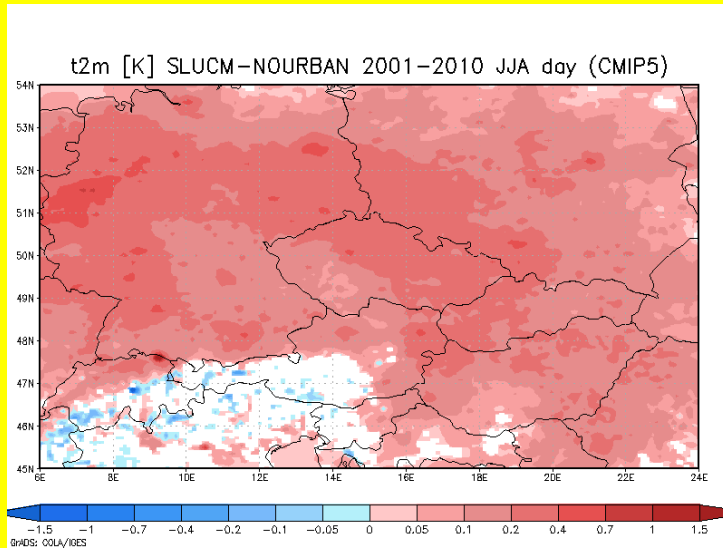 t2m [K] SLUCM-NOURBAN 2001-2010 JJA day (CMIP5)
54N
53N
52N
51N
50N
49N
48N
47N
46N
45N
6E 8E 10E 12E 14E 16E 18E 20E 22E 24E
-1.5 -1 -0.7 -0.4 -0.2 -0.1 -0.05 0 0.05 0.1 0.2 0.4 0.7 1 1.5
GrADS: COLA/IGES